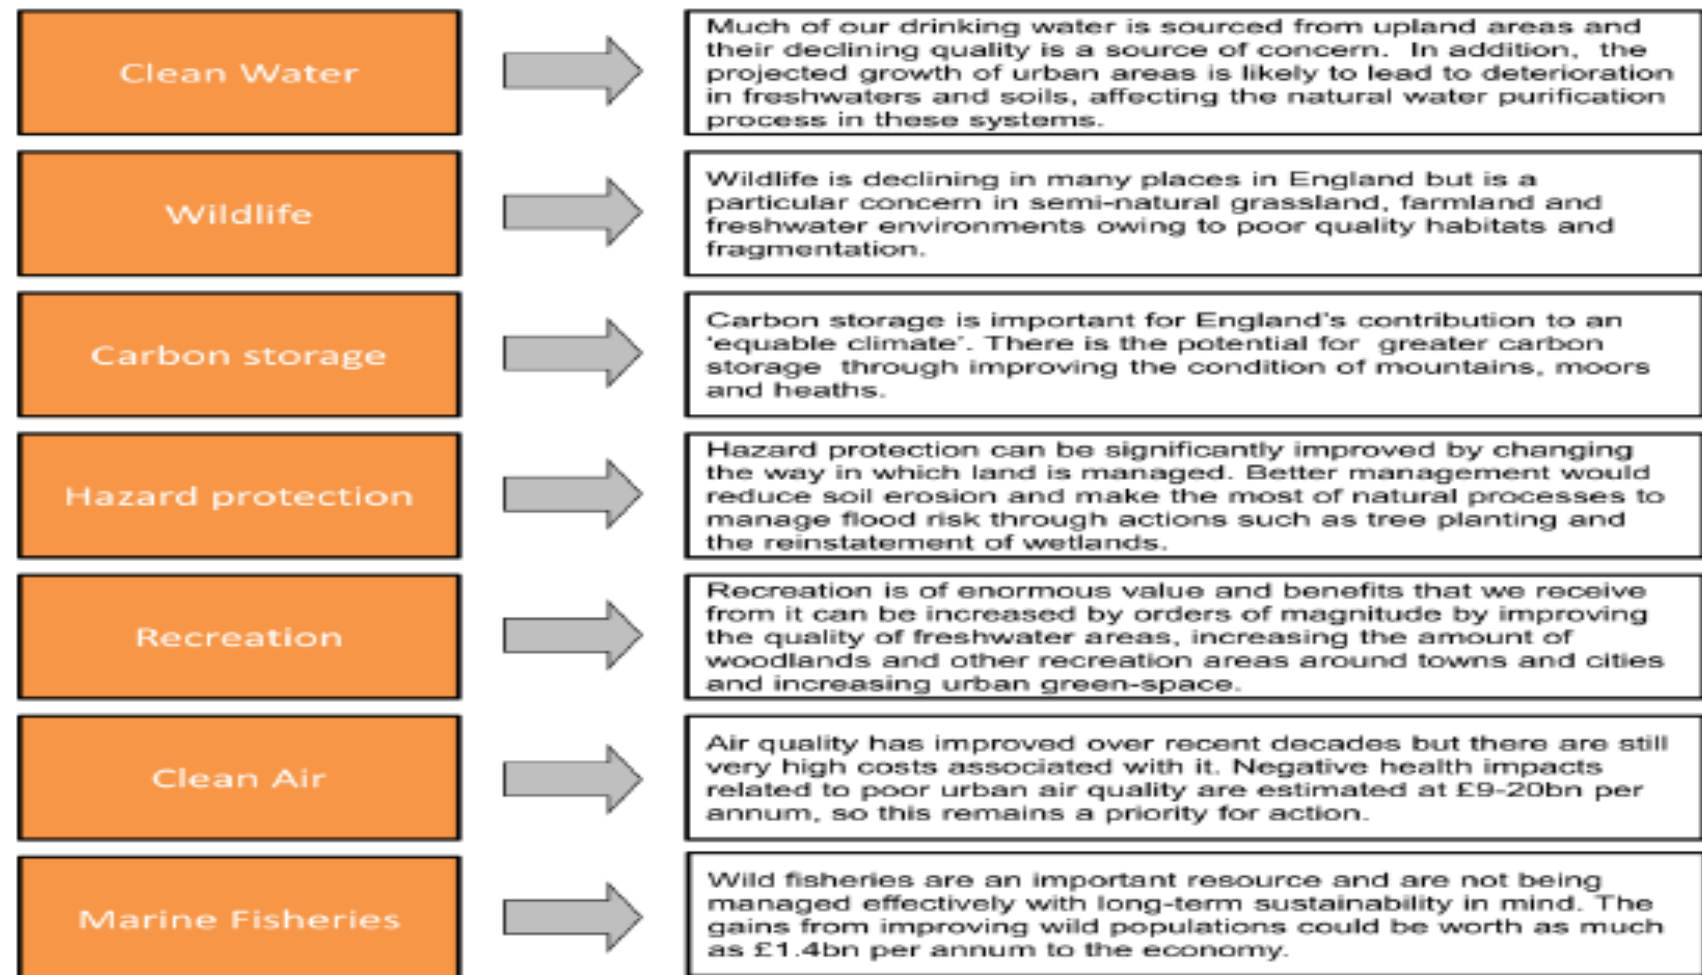 Clean Water
Much of our drinking water is sourced from upland areas and
their declining quality is a source of concern.  In addition,  the
projected growth of urban areas is likely to lead to deterioration
in freshwaters and soils, affecting the natural water purification
process in these systems.
Wildlife
Wildlife is declining in many places in England but is a
particular concern in semi-natural grassland, farmland and
freshwater environments owing to poor quality habitats and
fragmentation.
Carbon storage
Carbon storage is important for England's contribution to an
'equable climate'. There is the potential for  greater carbon
storage  through improving the condition of mountains, moors
and heaths.
Hazard protection
Hazard protection can be significantly improved by changing
the way in which land is managed. Better management would
reduce soil erosion and make the most of natural processes to
manage flood risk through actions such as tree planting and
the reinstatement of wetlands.
Recreation
Recreation is of enormous value and benefits that we receive
from it can be increased by orders of magnitude by improving
the quality of freshwater areas, increasing the amount of
woodlands and other recreation areas around towns and cities
and increasing urban green-space.
Clean Air
Air quality has improved over recent decades but there are still
very high costs associated with it. Negative health impacts
related to poor urban air quality are estimated at £9-20bn per
annum, so this remains a priority for action.
Marine Fisheries
Wild fisheries are an important resource and are not being
managed effectively with long-term sustainability in mind. The
gains from improving wild populations could be worth as much
as £1.4bn per annum to the economy.